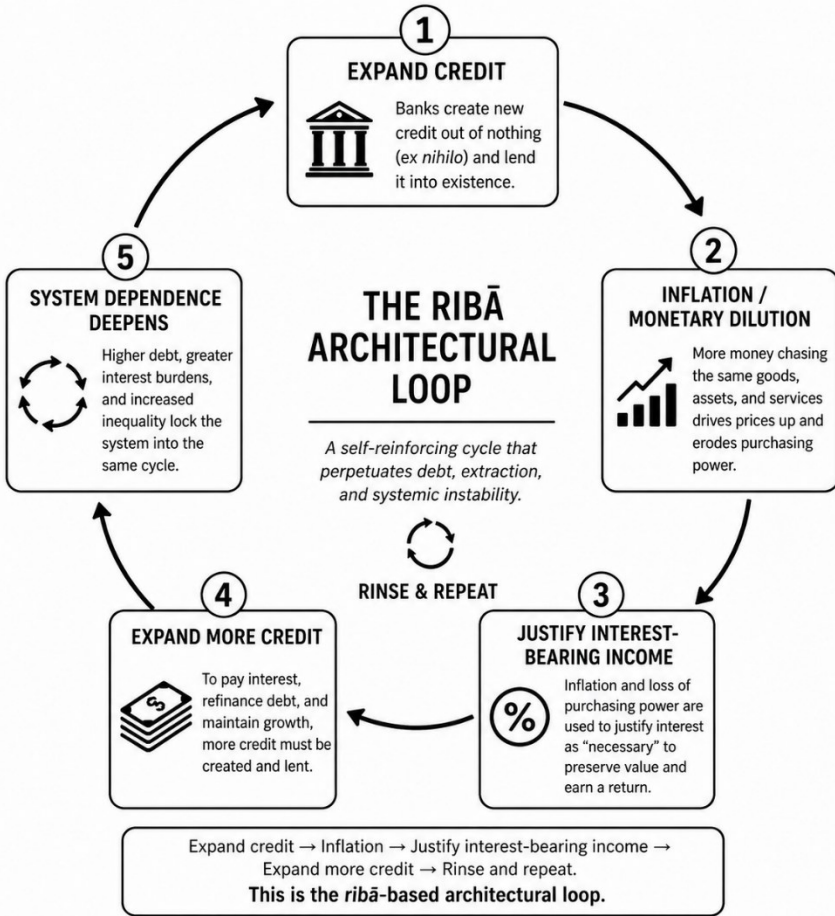 1
EXPAND CREDIT
Banks create new
credit out of nothing
(ex nihilo) and lend
it into existence.
2
INFLATION /
MONETARY DILUTION
More money chasing
the same goods,
assets, and services
drives prices up and
erodes purchasing
power.
3
JUSTIFY INTEREST-
BEARING INCOME
%
Inflation and loss of
purchasing power are
used to justify interest
as “necessary” to
preserve value and
earn a return.
4
EXPAND MORE CREDIT
$
To pay interest,
refinance debt, and
maintain growth,
more credit must be
created and lent.
5
SYSTEM DEPENDENCE
DEEPENS
Higher debt, greater
interest burdens,
and increased
inequality lock the
system into the
same cycle.
THE RIBĀ
ARCHITECTURAL
LOOP
A self-reinforcing cycle that
perpetuates debt, extraction,
and systemic instability.
RINSE & REPEAT
Expand credit → Inflation → Justify interest-bearing income →
Expand more credit → Rinse and repeat.
This is the ribā-based architectural loop.